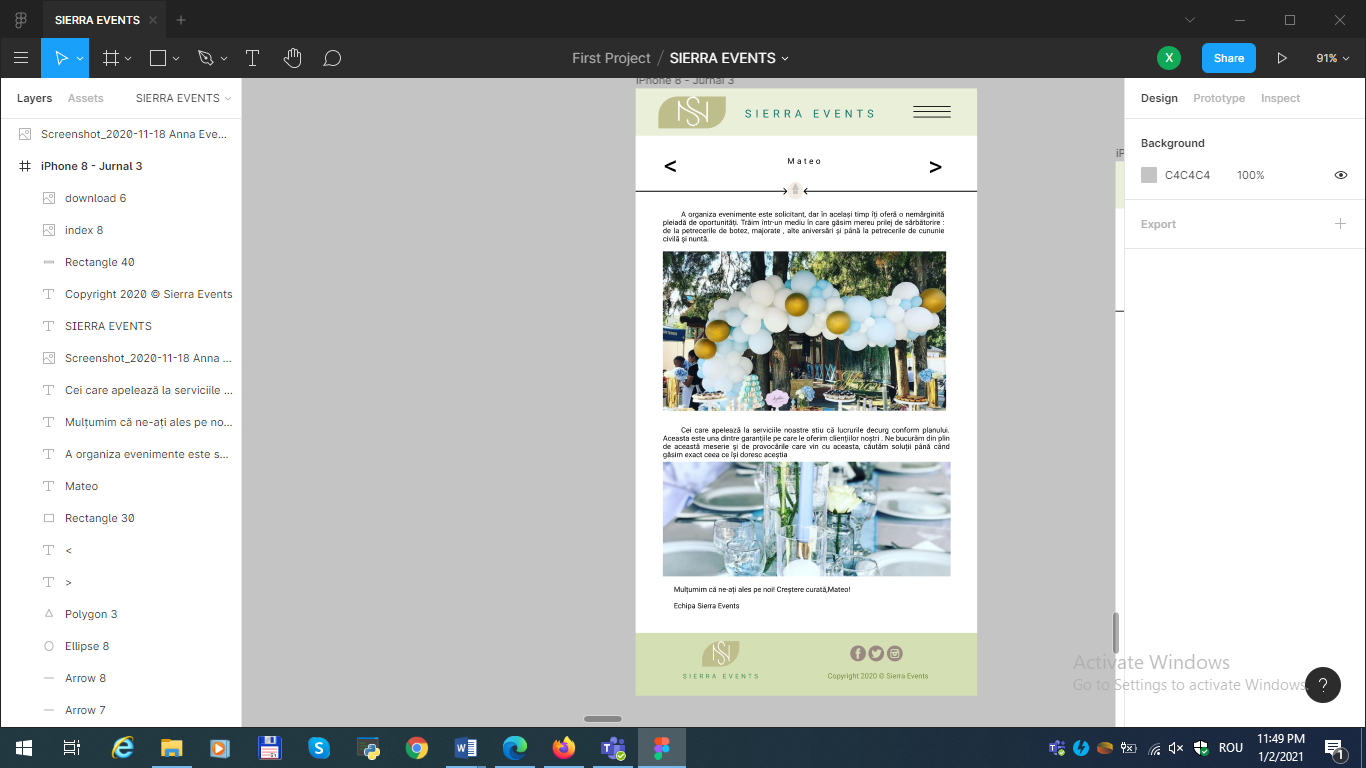 SIERRA EVENTS
First Project / SIERRA EVENTS
X
Share
91%
Layers
Assets
SIERRA EVENTS
Screenshot_2020-11-18 Anna Eve...
iPhone 8 - Jurnal 3
download 6
index 8
Rectangle 40
Copyright 2020 © Sierra Events
SIERRA EVENTS
Screenshot_2020-11-18 Anna ...
Cei care apelează la serviciile ...
Mulțumim că ne-ați ales pe no...
A organiza evenimente este s...
Mateo
Rectangle 30
<
>
Polygon 3
Ellipse 8
Arrow 8
Arrow 7
iPhone 8 - Jurnal 3
SIERRA EVENTS
<
Mateo
>
A organiza evenimente este solicitant, dar în același timp îți oferă o nemărginită
pleiadă de oportunități. Trăim într-un mediu în care găsim mereu prilej de sărbătorire :
de la petrecerile de botez, majorate , alte aniversări și până la petrecerile de cununie
civilă și nuntă.
Cei care apelează la serviciile noastre stiu că lucrurile decurg conform planului.
Aceasta este una dintre garanțiile pe care le oferim clienților noștri . Ne bucurăm din plin
de această meserie și de provocările care vin cu aceasta, căutăm soluții până când
găsim exact ceea ce își doresc aceștia
Mulțumim că ne-ați ales pe noi! Creștere curată,Mateo!
Echipa Sierra Events
SIERRA EVENTS
Copyright 2020 © Sierra Events
iP
Design
Prototype
Inspect
Background
C4C4C4
100%
Export
Activate Windows
Go to Settings to activate Windows.
?
ROU
11:49 PM
1/2/2021
1